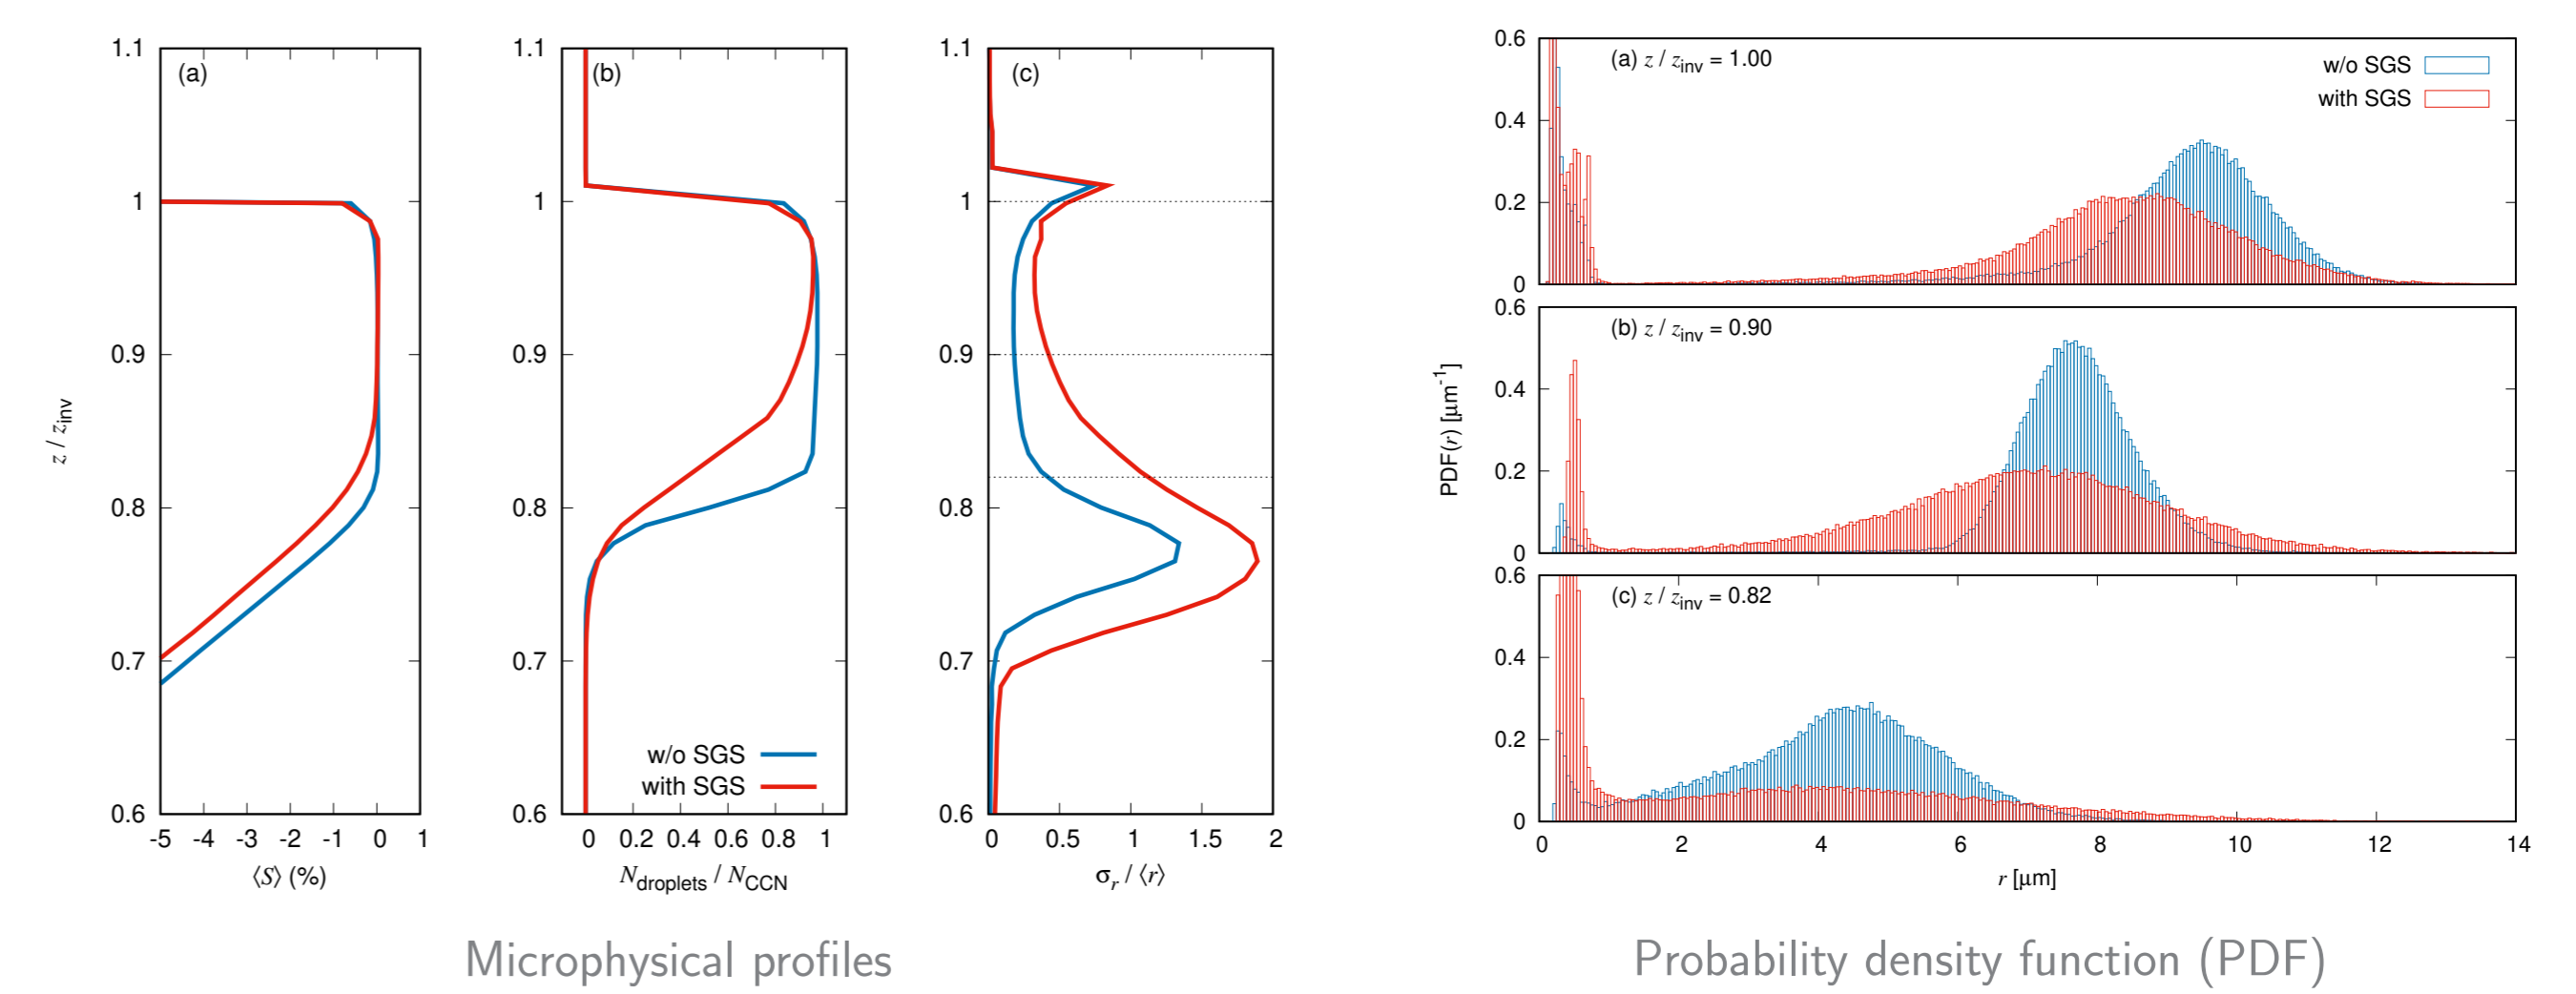 (a)
1.1
1
0.9
0.8
0.7
0.6
z / z_inv
-5 -4 -3 -2 -1 0 1
⟨S⟩ (%)
(b)
1.1
1
0.9
0.8
0.7
0.6
w/o SGS
with SGS
0 0.2 0.4 0.6 0.8 1
N_droplets / N_CCN
(c)
1.1
1
0.9
0.8
0.7
0.6
0 0.5 1 1.5 2
σ_r / ⟨r⟩
Microphysical profiles
(a) z / z_inv = 1.00
w/o SGS
with SGS
0.6
0.4
0.2
0
(b) z / z_inv = 0.90
0.6
0.4
0.2
0
PDF(r) [μm⁻¹]
(c) z / z_inv = 0.82
0.6
0.4
0.2
0
0 2 4 6 8 10 12 14
r [μm]
Probability density function (PDF)